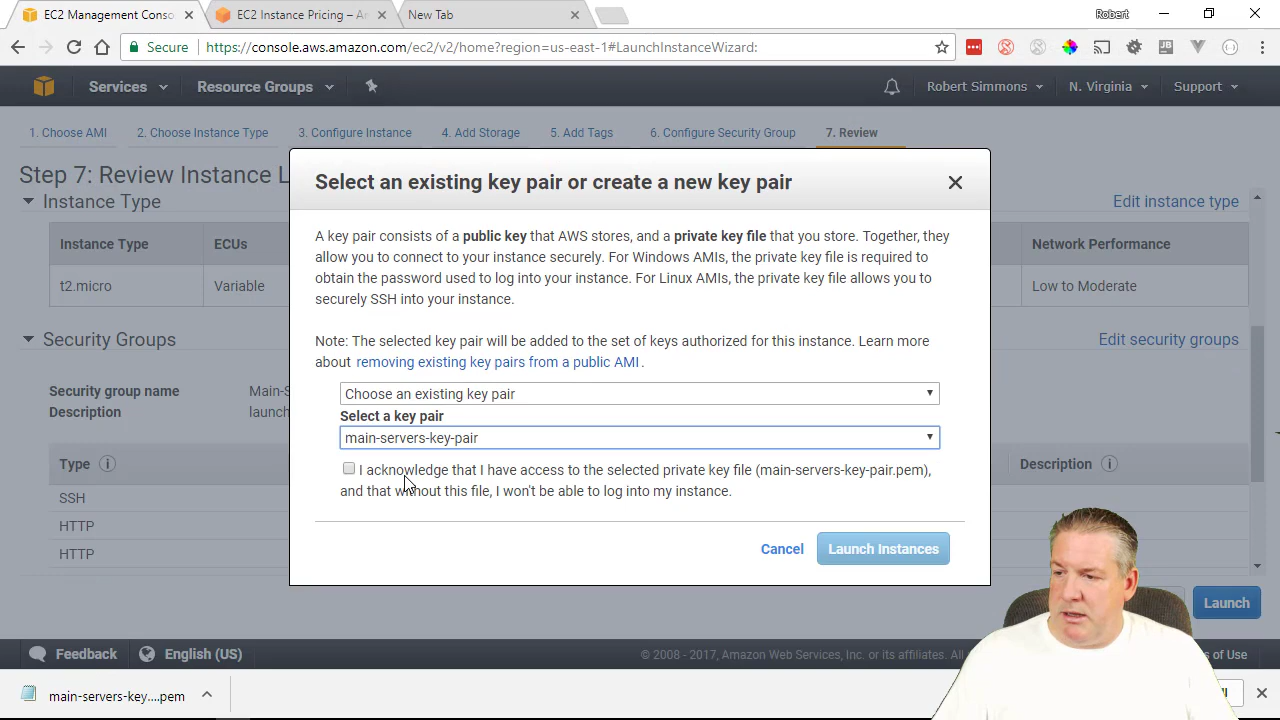 EC2 Management Conso
EC2 Instance Pricing – A
New Tab
Robert
Secure
https://console.aws.amazon.com/ec2/v2/home?region=us-east-1#LaunchInstanceWizard:
Services
Resource Groups
Robert Simmons
N. Virginia
Support
1. Choose AMI
2. Choose Instance Type
3. Configure Instance
4. Add Storage
5. Add Tags
6. Configure Security Group
7. Review
Step 7: Review Instance L
Instance Type
Edit instance type
Instance Type
ECUs
Network Performance
t2.micro
Variable
Low to Moderate
Security Groups
Edit security groups
Security group name
Main-S
Description
launch
Type
Description
SSH
HTTP
HTTP
Select an existing key pair or create a new key pair
A key pair consists of a public key that AWS stores, and a private key file that you store. Together, they
allow you to connect to your instance securely. For Windows AMIs, the private key file is required to
obtain the password used to log into your instance. For Linux AMIs, the private key file allows you to
securely SSH into your instance.
Note: The selected key pair will be added to the set of keys authorized for this instance. Learn more
about removing existing key pairs from a public AMI.
Choose an existing key pair
Select a key pair
main-servers-key-pair
I acknowledge that I have access to the selected private key file (main-servers-key-pair.pem),
and that without this file, I won't be able to log into my instance.
Cancel
Launch Instances
Launch
Feedback
English (US)
© 2008 - 2017, Amazon Web Services, Inc. or its affiliates. All
of Use
main-servers-key....pem